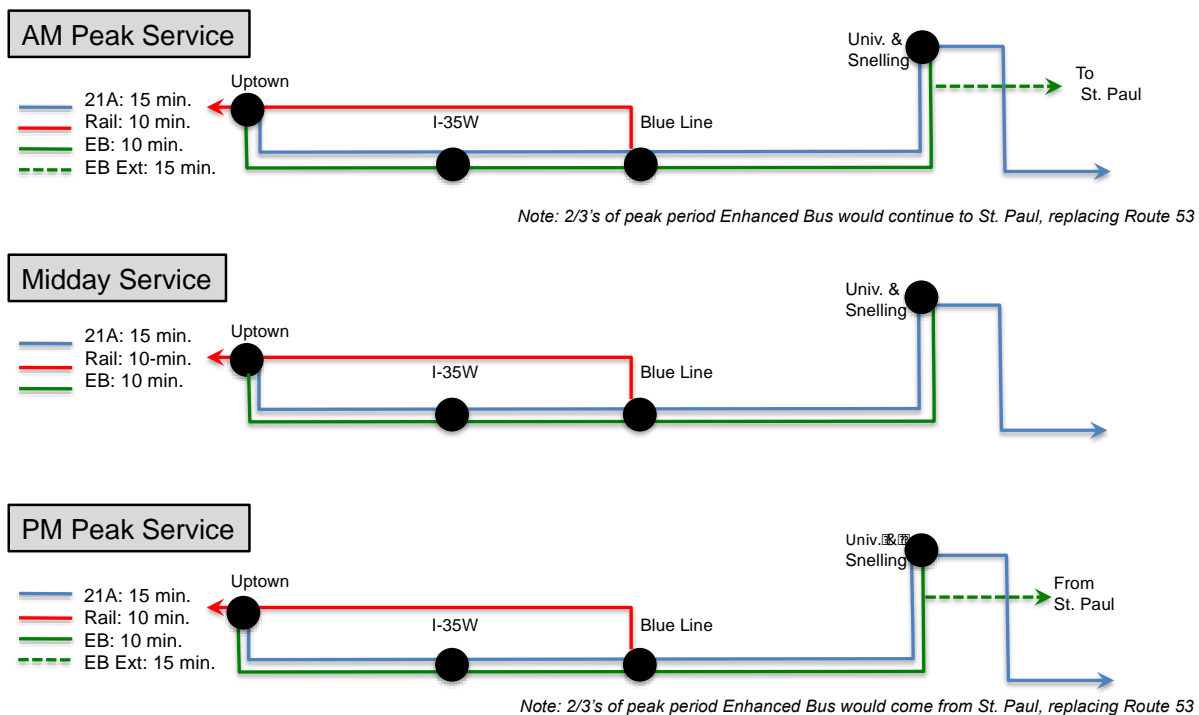 AM Peak Service
Univ. &
Snelling
Uptown
To
St. Paul
21A: 15 min.
Rail: 10 min.
EB: 10 min.
EB Ext: 15 min.
I-35W
Blue Line
Note: 2/3's of peak period Enhanced Bus would continue to St. Paul, replacing Route 53
Midday Service
Univ. &
Snelling
Uptown
21A: 15 min.
Rail: 10-min.
EB: 10 min.
I-35W
Blue Line
PM Peak Service
Univ.&
Snelling
Uptown
From
St. Paul
21A: 15 min.
Rail: 10 min.
EB: 10 min.
EB Ext: 15 min.
I-35W
Blue Line
Note: 2/3's of peak period Enhanced Bus would come from St. Paul, replacing Route 53